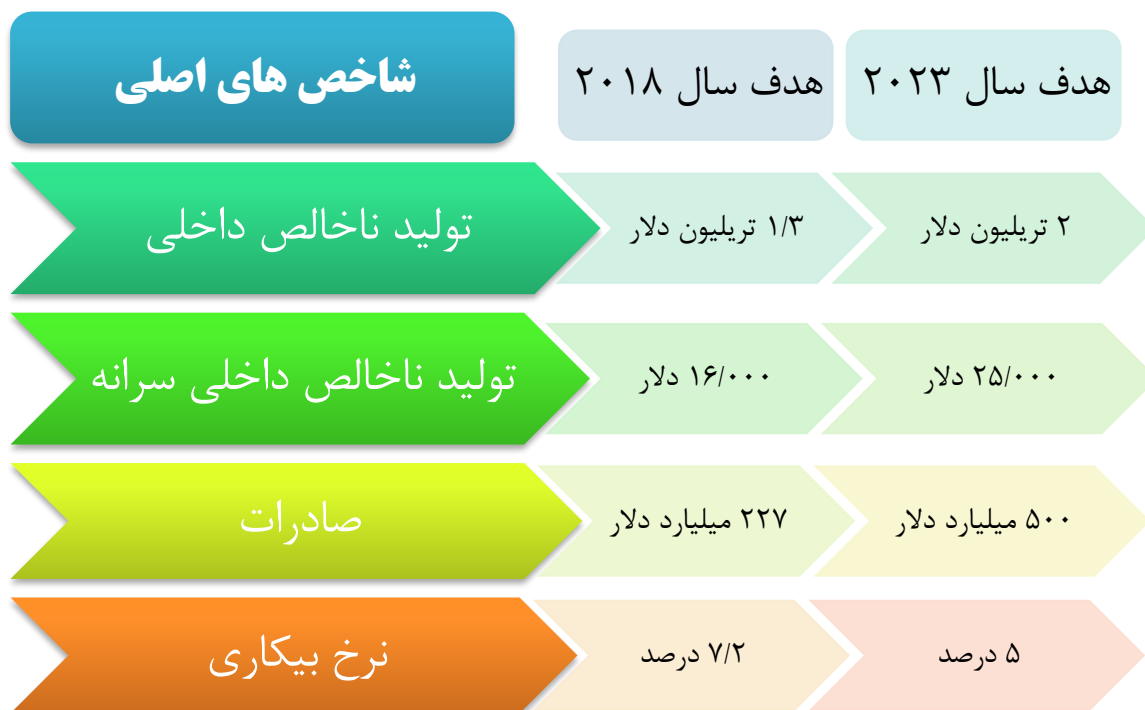 شاخص های اصلی
هدف سال ۲۰۱۸
هدف سال ۲۰۲۳
تولید ناخالص داخلی
۱/۳ تریلیون دلار
۲ تریلیون دلار
تولید ناخالص داخلی سرانه
۱۶/۰۰۰ دلار
۲۵/۰۰۰ دلار
صادرات
۲۲۷ میلیارد دلار
۵۰۰ میلیارد دلار
نرخ بیکاری
۷/۲ درصد
۵ درصد